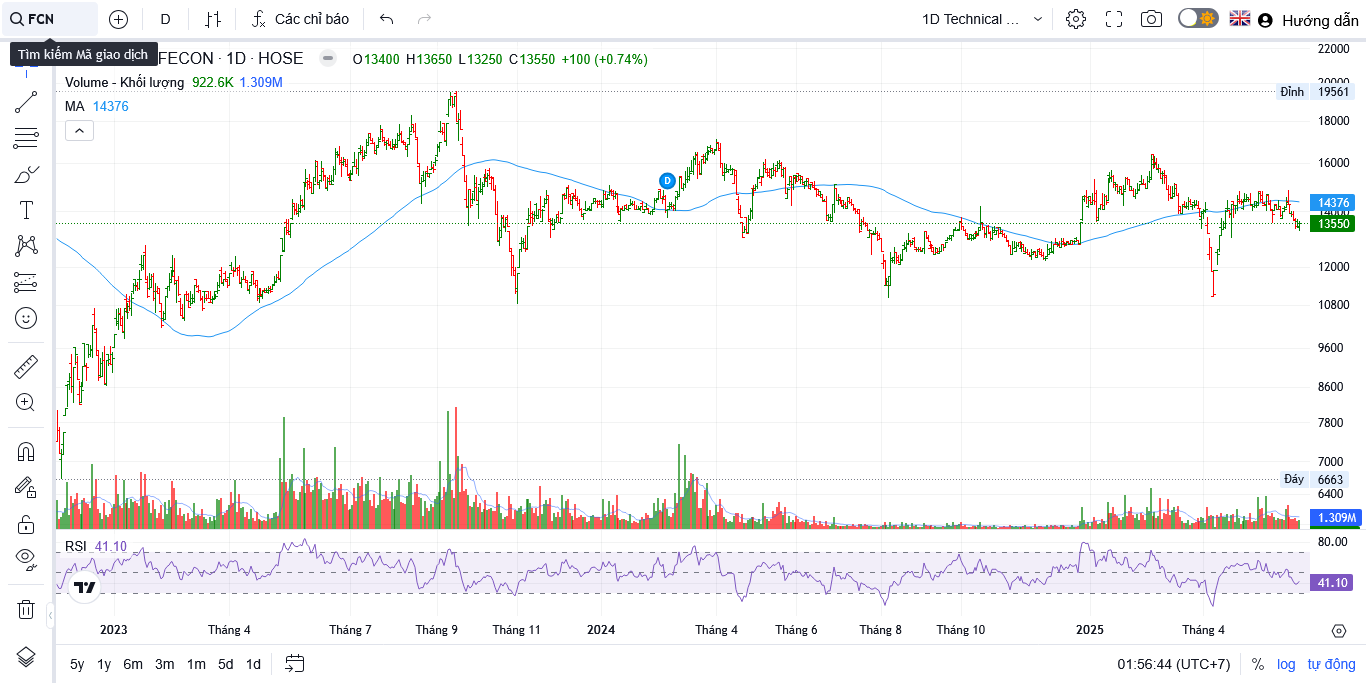 FCN D Các chỉ báo 1D Technical ... Hướng dẫn
Tìm kiếm Mã giao dịch
FECON · 1D · HOSE O13400 H13650 L13250 C13550 +100 (+0.74%)
Volume - Khối lượng 922.6K 1.309M
MA 14376
22000
20000
Đỉnh 19561
18000
16000
D
14376
14000
13550
12000
10800
9600
8600
7800
7000
Đáy 6663
6400
1.309M
RSI 41.10
80.00
41.10
2023 Tháng 4 Tháng 7 Tháng 9 Tháng 11 2024 Tháng 4 Tháng 6 Tháng 8 Tháng 10 2025 Tháng 4
5y 1y 6m 3m 1m 5d 1d 01:56:44 (UTC+7) % log tự động